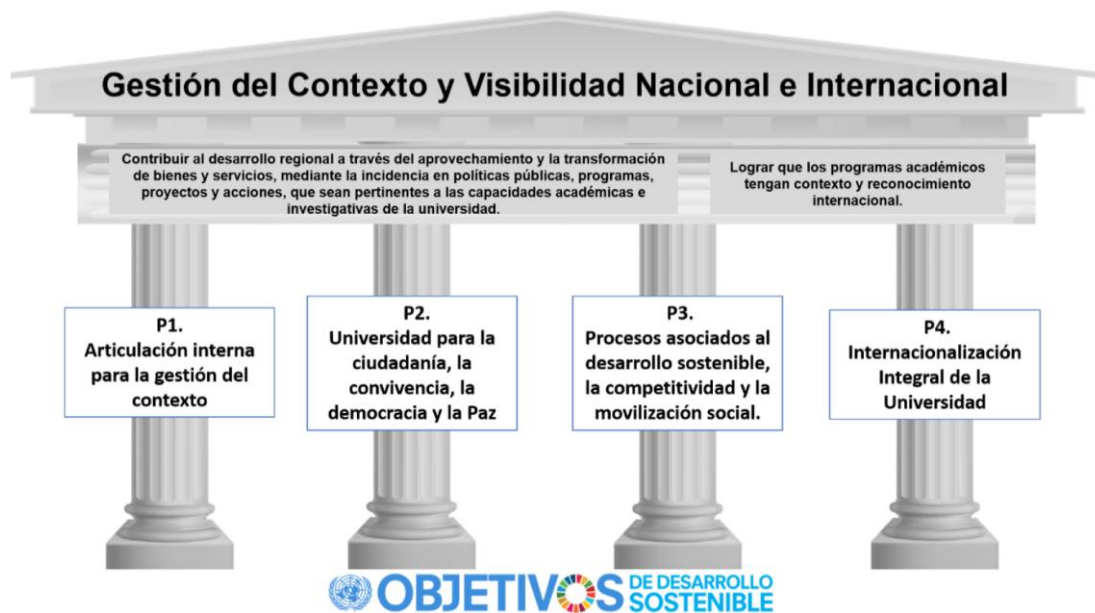 Gestión del Contexto y Visibilidad Nacional e Internacional
Contribuir al desarrollo regional a través del aprovechamiento y la transformación
de bienes y servicios, mediante la incidencia en políticas públicas, programas,
proyectos y acciones, que sean pertinentes a las capacidades académicas e
investigativas de la universidad.
Lograr que los programas académicos
tengan contexto y reconocimiento
internacional.
P1.
Articulación interna
para la gestión del
contexto
P2.
Universidad para la
ciudadanía, la
convivencia, la
democracia y la Paz
P3.
Procesos asociados al
desarrollo sostenible,
la competitividad y la
movilización social.
P4.
Internacionalización
Integral de la
Universidad
OBJETIVOS DE DESARROLLO
SOSTENIBLE